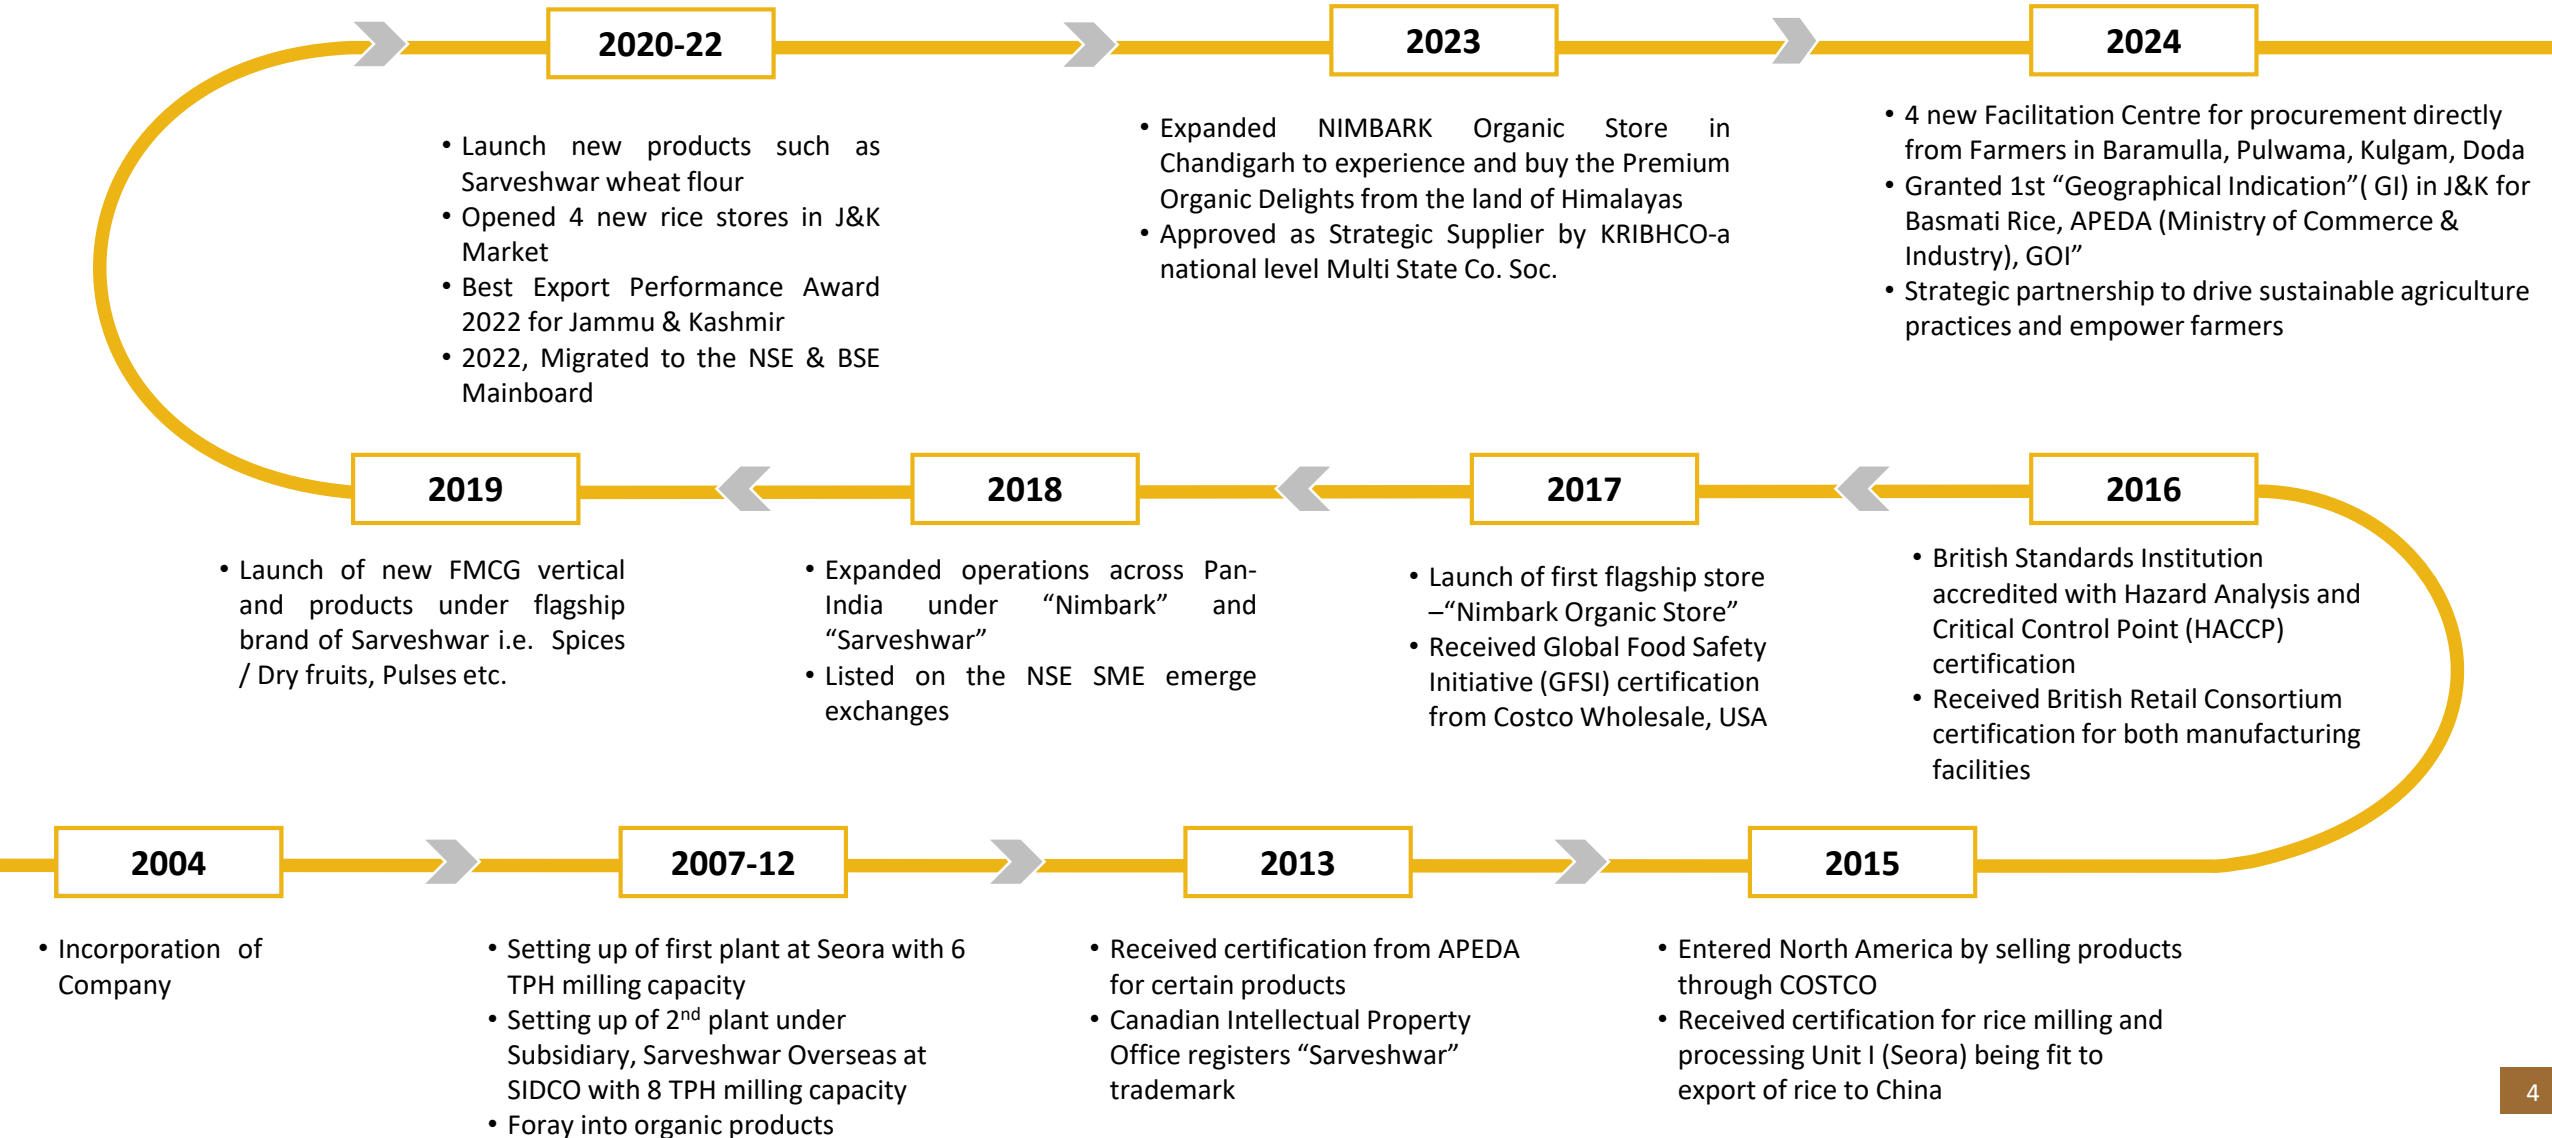 2020-22
2023
2024
• Launch new products such as
Sarveshwar wheat flour
• Opened 4 new rice stores in J&K
Market
• Best Export Performance Award
2022 for Jammu & Kashmir
• 2022, Migrated to the NSE & BSE
Mainboard
• Expanded NIMBARK Organic Store in
Chandigarh to experience and buy the Premium
Organic Delights from the land of Himalayas
• Approved as Strategic Supplier by KRIBHCO-a
national level Multi State Co. Soc.
• 4 new Facilitation Centre for procurement directly
from Farmers in Baramulla, Pulwama, Kulgam, Doda
• Granted 1st “Geographical Indication”( GI) in J&K for
Basmati Rice, APEDA (Ministry of Commerce &
Industry), GOI”
• Strategic partnership to drive sustainable agriculture
practices and empower farmers
2019
2018
2017
2016
• Launch of new FMCG vertical
and products under flagship
brand of Sarveshwar i.e. Spices
/ Dry fruits, Pulses etc.
• Expanded operations across Pan-
India under “Nimbark” and
“Sarveshwar”
• Listed on the NSE SME emerge
exchanges
• Launch of first flagship store
–“Nimbark Organic Store”
• Received Global Food Safety
Initiative (GFSI) certification
from Costco Wholesale, USA
• British Standards Institution
accredited with Hazard Analysis and
Critical Control Point (HACCP)
certification
• Received British Retail Consortium
certification for both manufacturing
facilities
2004
2007-12
2013
2015
• Incorporation of
Company
• Setting up of first plant at Seora with 6
TPH milling capacity
• Setting up of 2nd plant under
Subsidiary, Sarveshwar Overseas at
SIDCO with 8 TPH milling capacity
• Foray into organic products
• Received certification from APEDA
for certain products
• Canadian Intellectual Property
Office registers “Sarveshwar”
trademark
• Entered North America by selling products
through COSTCO
• Received certification for rice milling and
processing Unit I (Seora) being fit to
export of rice to China
4